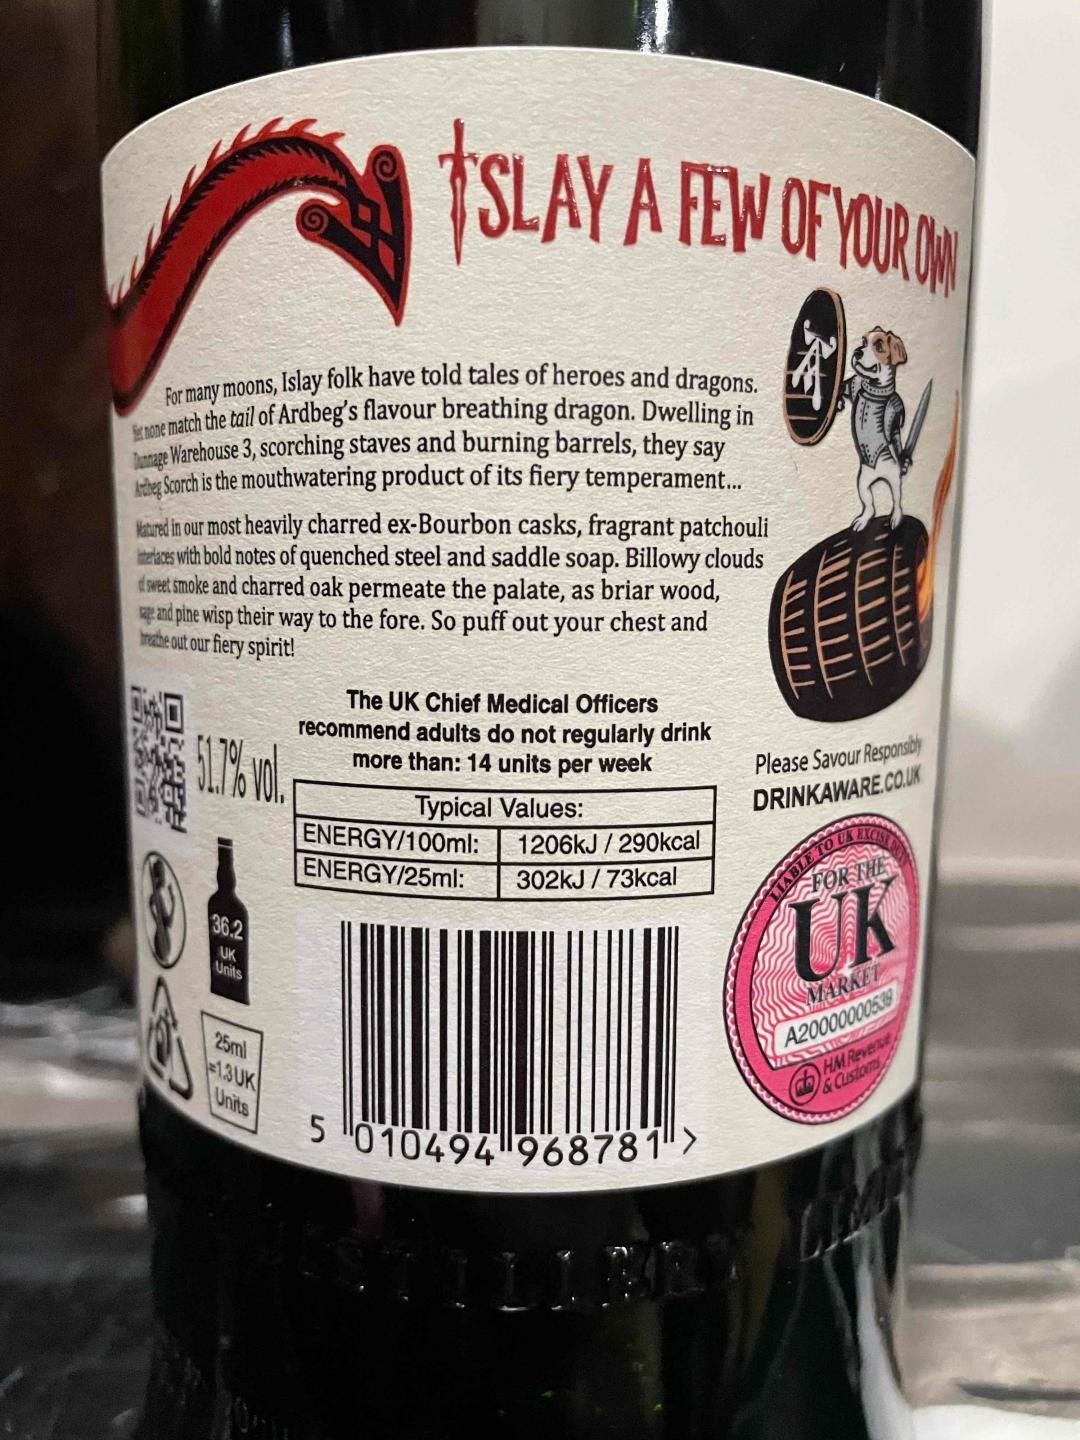 ISLAY A FEW OF YOUR OWN
For many moons, Islay folk have told tales of heroes and dragons.
Yet none match the tail of Ardbeg's flavour breathing dragon. Dwelling in
Dunnage Warehouse 3, scorching staves and burning barrels, they say
Ardbeg Scorch is the mouthwatering product of its fiery temperament...
Matured in our most heavily charred ex-Bourbon casks, fragrant patchouli
interlaces with bold notes of quenched steel and saddle soap. Billowy clouds
of sweet smoke and charred oak permeate the palate, as briar wood,
sage and pine wisp their way to the fore. So puff out your chest and
breathe out our fiery spirit!
51.7% vol.
The UK Chief Medical Officers
recommend adults do not regularly drink
more than: 14 units per week
Typical Values:
ENERGY/100ml: 1206kJ / 290kcal
ENERGY/25ml: 302kJ / 73kcal
Please Savour Responsibly
DRINKAWARE.CO.UK
36.2
UK
Units
25ml
=1.3 UK
Units
LIABLE TO UK EXCISE DUTY
FOR THE
UK
MARKET
A20000000539
HM Revenue
& Customs
5 010494 968781 >
DISTILLERY